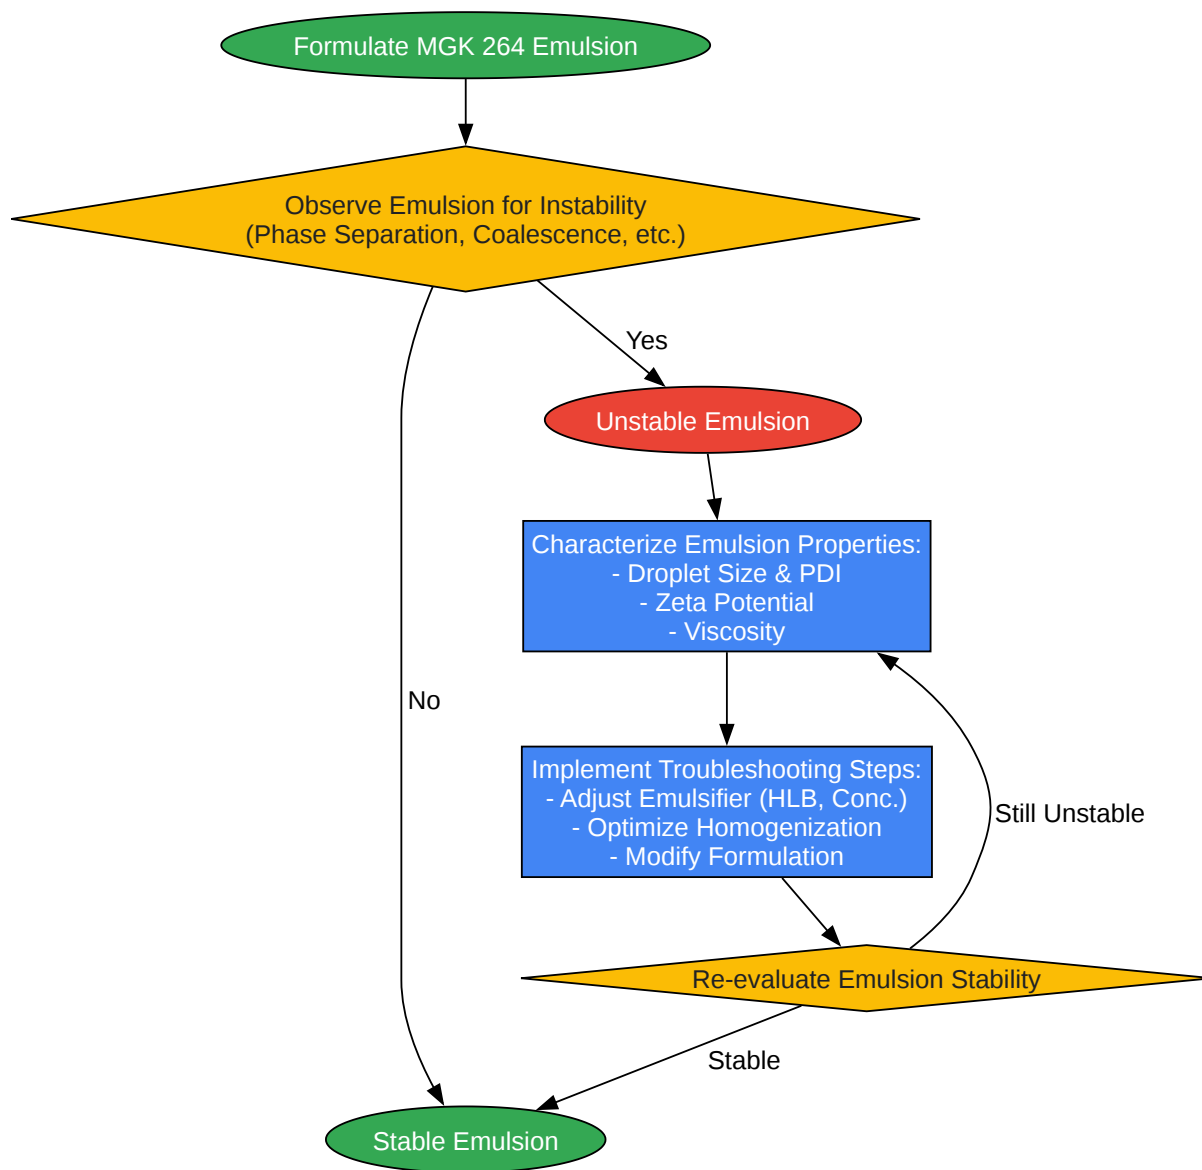 Formulate MGK 264 Emulsion
Observe Emulsion for Instability
(Phase Separation, Coalescence, etc.)
Yes
Unstable Emulsion
Characterize Emulsion Properties:
- Droplet Size & PDI
- Zeta Potential
- Viscosity
No
Implement Troubleshooting Steps:
- Adjust Emulsifier (HLB, Conc.)
- Optimize Homogenization
- Modify Formulation
Still Unstable
Re-evaluate Emulsion Stability
Stable
Stable Emulsion